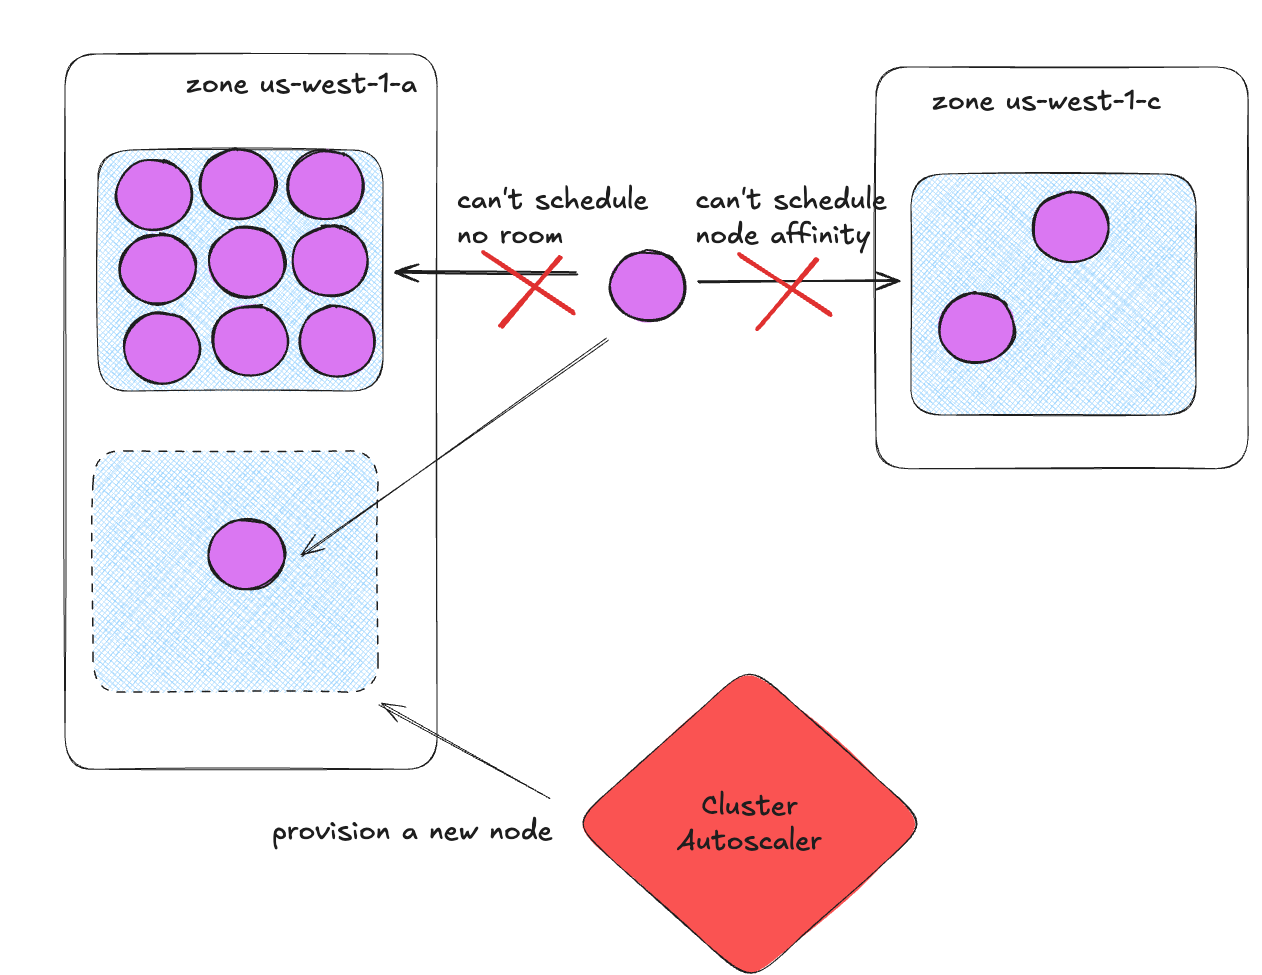 zone us-west-1-a
zone us-west-1-c
can't schedule
no room
can't schedule
node affinity
provision a new node
Cluster
Autoscaler